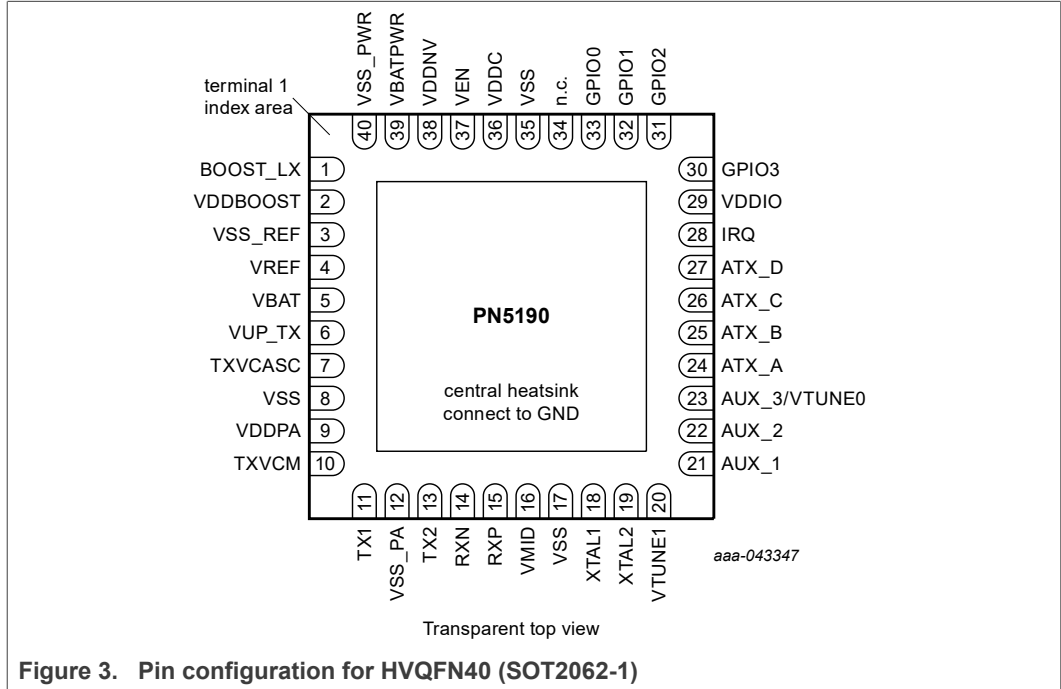 VSS_PWR
VBATPWR
VDDNV
VEN
VDDC
VSS
n.c.
GPIO0
GPIO1
GPIO2
terminal 1
index area
40
39
38
37
36
35
34
33
32
31
BOOST_LX 1
30 GPIO3
VDDBOOST 2
29 VDDIO
VSS_REF 3
28 IRQ
VREF 4
27 ATX_D
VBAT 5
26 ATX_C
VUP_TX 6
25 ATX_B
TXVCASC 7
24 ATX_A
VSS 8
23 AUX_3/VTUNE0
VDDPA 9
22 AUX_2
TXVCM 10
21 AUX_1
PN5190
central heatsink
connect to GND
11
12
13
14
15
16
17
18
19
20
TX1
VSS_PA
TX2
RXN
RXP
VMID
VSS
XTAL1
XTAL2
VTUNE1
aaa-043347
Transparent top view
Figure 3. Pin configuration for HVQFN40 (SOT2062-1)